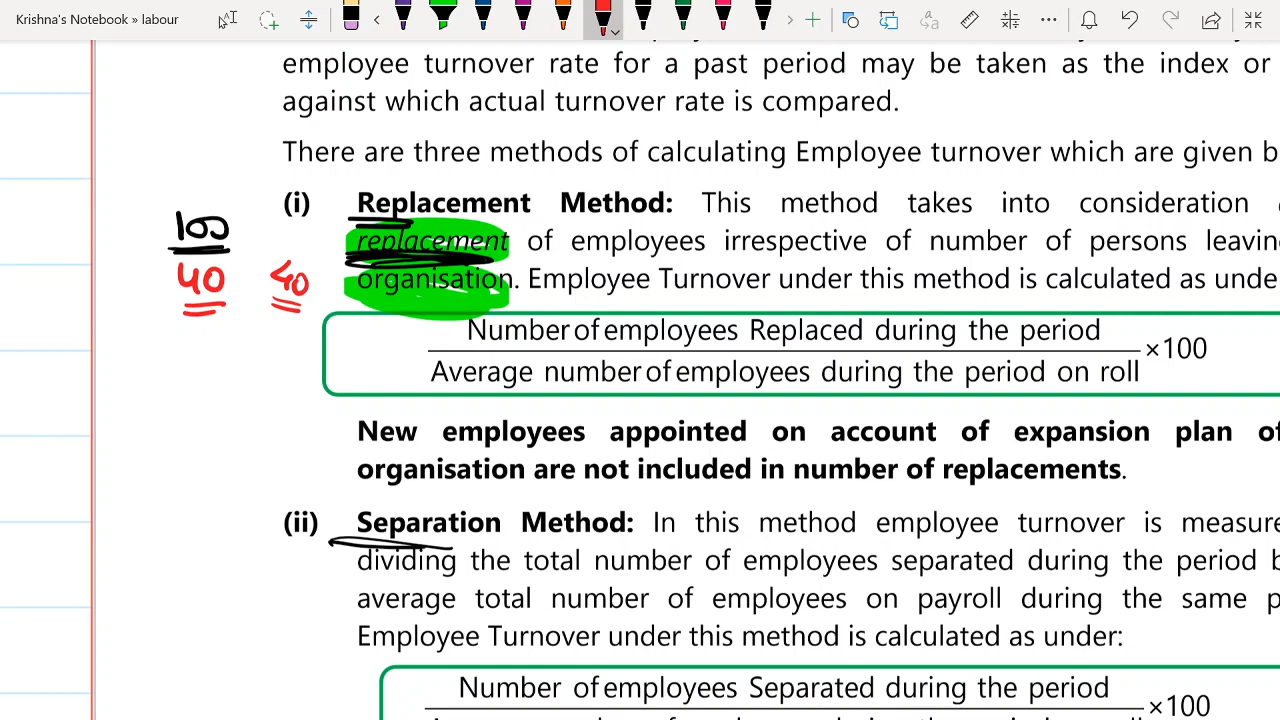 Krishna's Notebook » labour
employee turnover rate for a past period may be taken as the index or
against which actual turnover rate is compared.
There are three methods of calculating Employee turnover which are given b
(i) Replacement Method: This method takes into consideration
replacement of employees irrespective of number of persons leavin
organisation. Employee Turnover under this method is calculated as unde
40 40
Number of employees Replaced during the period
Average number of employees during the period on roll
×100
New employees appointed on account of expansion plan of
organisation are not included in number of replacements.
(ii) Separation Method: In this method employee turnover is measure
dividing the total number of employees separated during the period b
average total number of employees on payroll during the same p
Employee Turnover under this method is calculated as under:
Number of employees Separated during the period
×100